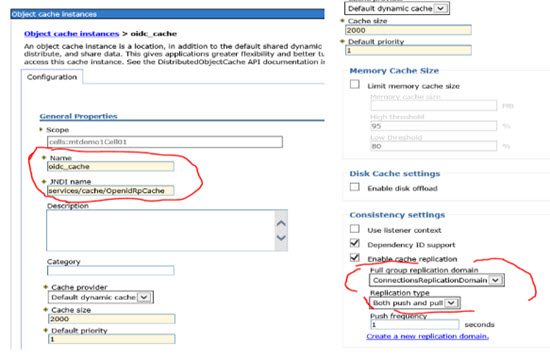 Object cache instances
Object cache instances > oidc_cache
An object cache instance is a location, in addition to the default shared dynamic
distribute, and share data. This gives applications greater flexibility and better tu
access this cache instance. See the DistributedObjectCache API documentation in
Configuration
General Properties
Scope
cells:mtdemo1Cell01
Name
oidc_cache
JNDI name
services/cache/OpenidRpCache
Description
Category
Cache provider
Default dynamic cache
Cache size
2000
Default priority
1
Default dynamic cache
Cache size
2000
Default priority
1
Memory Cache Size
Limit memory cache size
Memory cache size
MB
High threshold
95 %
Low threshold
80 %
Disk Cache settings
Enable disk offload
Consistency settings
Use listener context
Dependency ID support
Enable cache replication
Full group replication domain
ConnectionsReplicationDomain
Replication type
Both push and pull
Push frequency
1 seconds
Create a new replication domain.